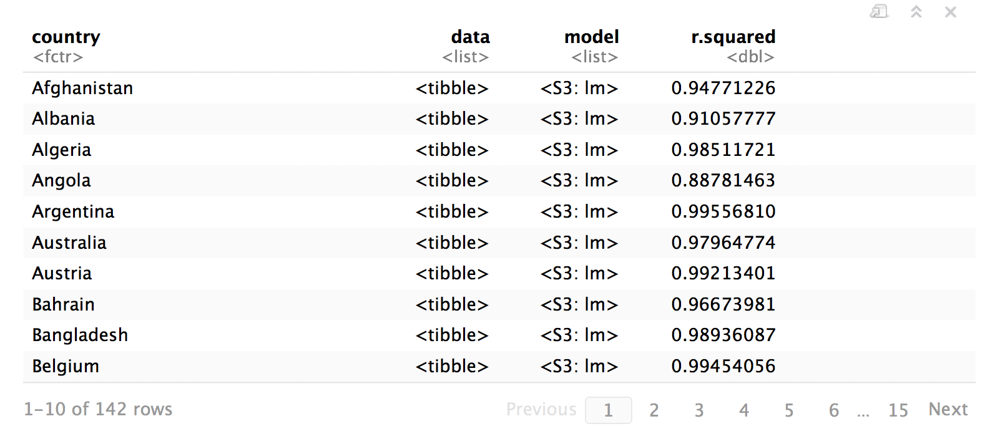 country data model r.squared
<fctr> <list> <list> <dbl>
Afghanistan <tibble> <S3: lm> 0.94771226
Albania <tibble> <S3: lm> 0.91057777
Algeria <tibble> <S3: lm> 0.98511721
Angola <tibble> <S3: lm> 0.88781463
Argentina <tibble> <S3: lm> 0.99556810
Australia <tibble> <S3: lm> 0.97964774
Austria <tibble> <S3: lm> 0.99213401
Bahrain <tibble> <S3: lm> 0.96673981
Bangladesh <tibble> <S3: lm> 0.98936087
Belgium <tibble> <S3: lm> 0.99454056
1-10 of 142 rows Previous 1 2 3 4 5 6 ... 15 Next